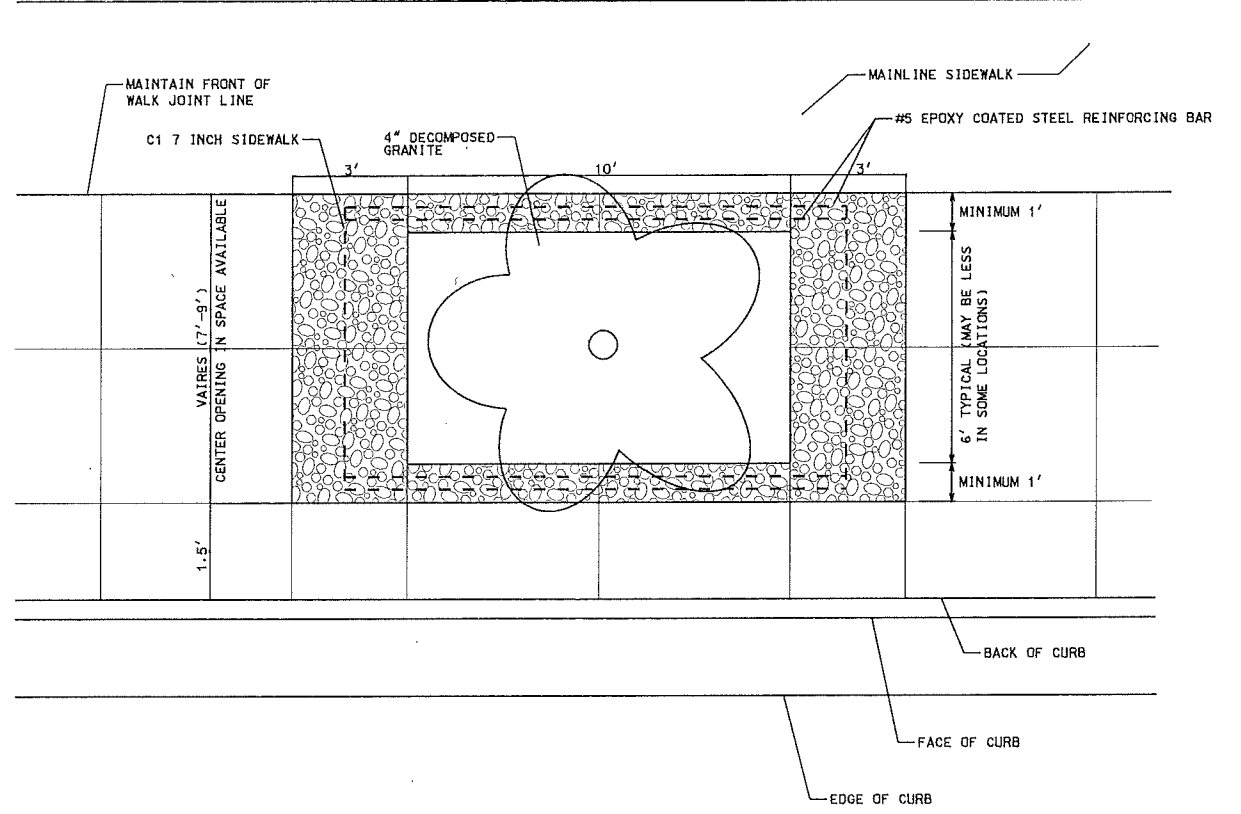 MAINTAIN FRONT OF
WALK JOINT LINE
MAINLINE SIDEWALK
#5 EPOXY COATED STEEL REINFORCING BAR
C1 7 INCH SIDEWALK
4" DECOMPOSED
GRANITE
3'
10'
3'
VAIRES (7'-9')
CENTER OPENING IN SPACE AVAILABLE
MINIMUM 1'
6' TYPICAL (MAY BE LESS
IN SOME LOCATIONS)
MINIMUM 1'
1.5'
BACK OF CURB
FACE OF CURB
EDGE OF CURB